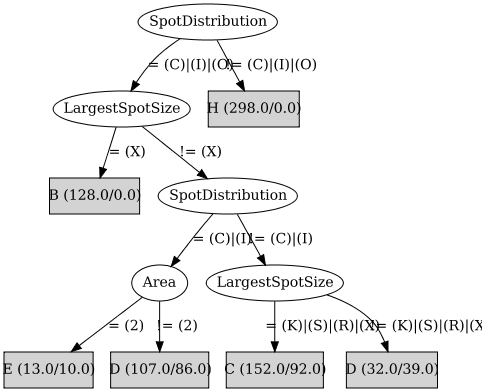 SpotDistribution
= (C)|(I)|(O)
!= (C)|(I)|(O)
LargestSpotSize
H (298.0/0.0)
= (X)
!= (X)
B (128.0/0.0)
SpotDistribution
= (C)|(I)
!= (C)|(I)
Area
LargestSpotSize
= (2)
!= (2)
= (K)|(S)|(R)|(X)
= (K)|(S)|(R)|(X
E (13.0/10.0)
D (107.0/86.0)
C (152.0/92.0)
D (32.0/39.0)